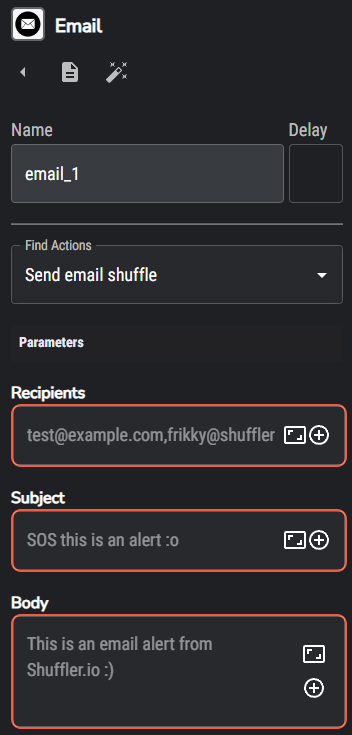 Email
Name Delay
email_1
Find Actions
Send email shuffle
Parameters
Recipients
test@example.com,frikky@shuffler
Subject
SOS this is an alert :o
Body
This is an email alert from
Shuffler.io :)